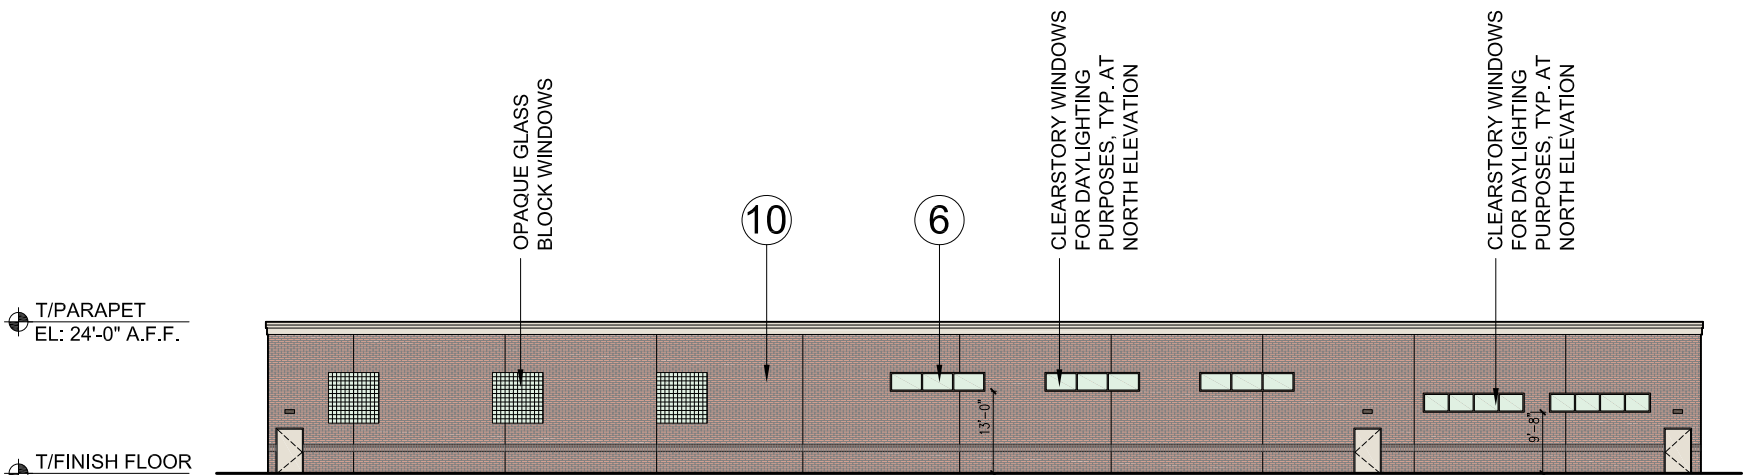 OPAQUE GLASS
BLOCK WINDOWS
10
6
CLEARSTORY WINDOWS
FOR DAYLIGHTING
PURPOSES, TYP. AT
NORTH ELEVATION
CLEARSTORY WINDOWS
FOR DAYLIGHTING
PURPOSES, TYP. AT
NORTH ELEVATION
T/PARAPET
EL: 24'-0" A.F.F.
13'-0"
9'-8"
T/FINISH FLOOR